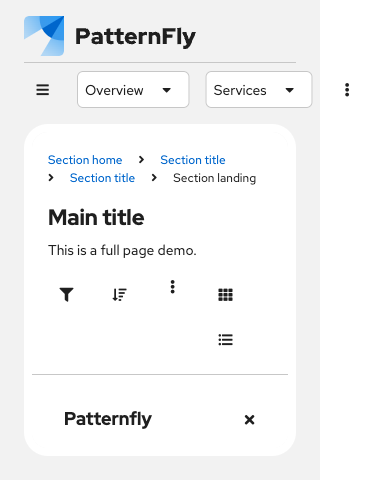 PatternFly
Overview Services
Section home Section title
Section title Section landing
Main title
This is a full page demo.
Patternfly